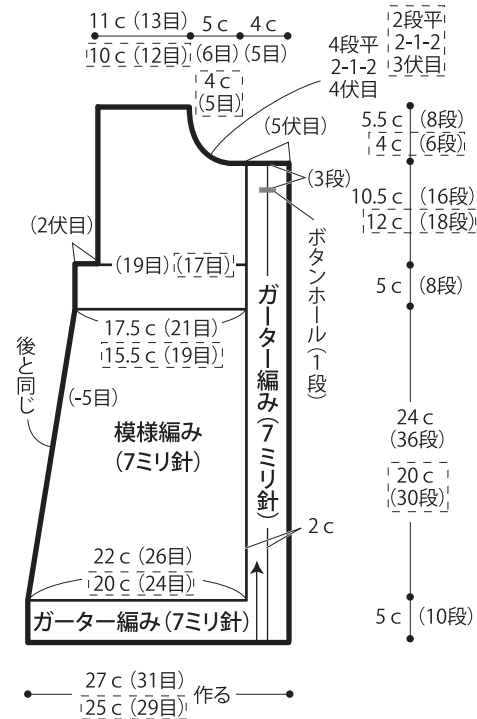 11 c (13目) 5 c 4 c
10 c (12目) (6目) (5目)
4 c
(5目)
4段平
2-1-2
4伏目
2段平
2-1-2
3伏目
(5伏目)
(3段)
ボタンホール(1段)
5.5 c (8段)
4 c (6段)
10.5 c (16段)
12 c (18段)
5 c (8段)
24 c
(36段)
20 c
(30段)
5 c (10段)
(2伏目)
(19目) (17目)
17.5 c (21目)
15.5 c (19目)
後と同じ
(-5目)
模様編み
(7ミリ針)
ガーター編み(7ミリ針)
2 c
22 c (26目)
20 c (24目)
ガーター編み(7ミリ針)
27 c (31目)
25 c (29目)
作る